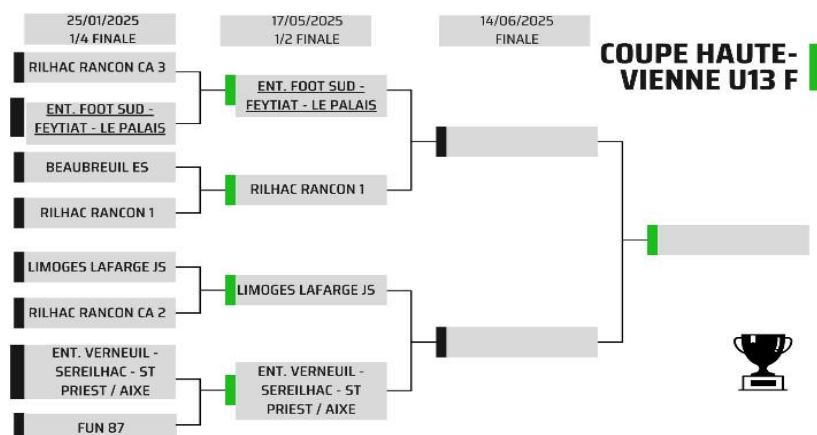 25/01/2025
1/4 FINALE
17/05/2025
1/2 FINALE
14/06/2025
FINALE
COUPE HAUTE-
VIENNE U13 F
RILHAC RANCON CA 3
ENT. FOOT SUD -
FEYTIAT - LE PALAIS
BEAUBREUIL ES
RILHAC RANCON 1
LIMOGES LAFARGE JS
RILHAC RANCON CA 2
ENT. VERNEUIL -
SEREILHAC - ST
PRIEST / AIXE
FUN 87
ENT. FOOT SUD -
FEYTIAT - LE PALAIS
RILHAC RANCON 1
LIMOGES LAFARGE JS
ENT. VERNEUIL -
SEREILHAC - ST
PRIEST / AIXE